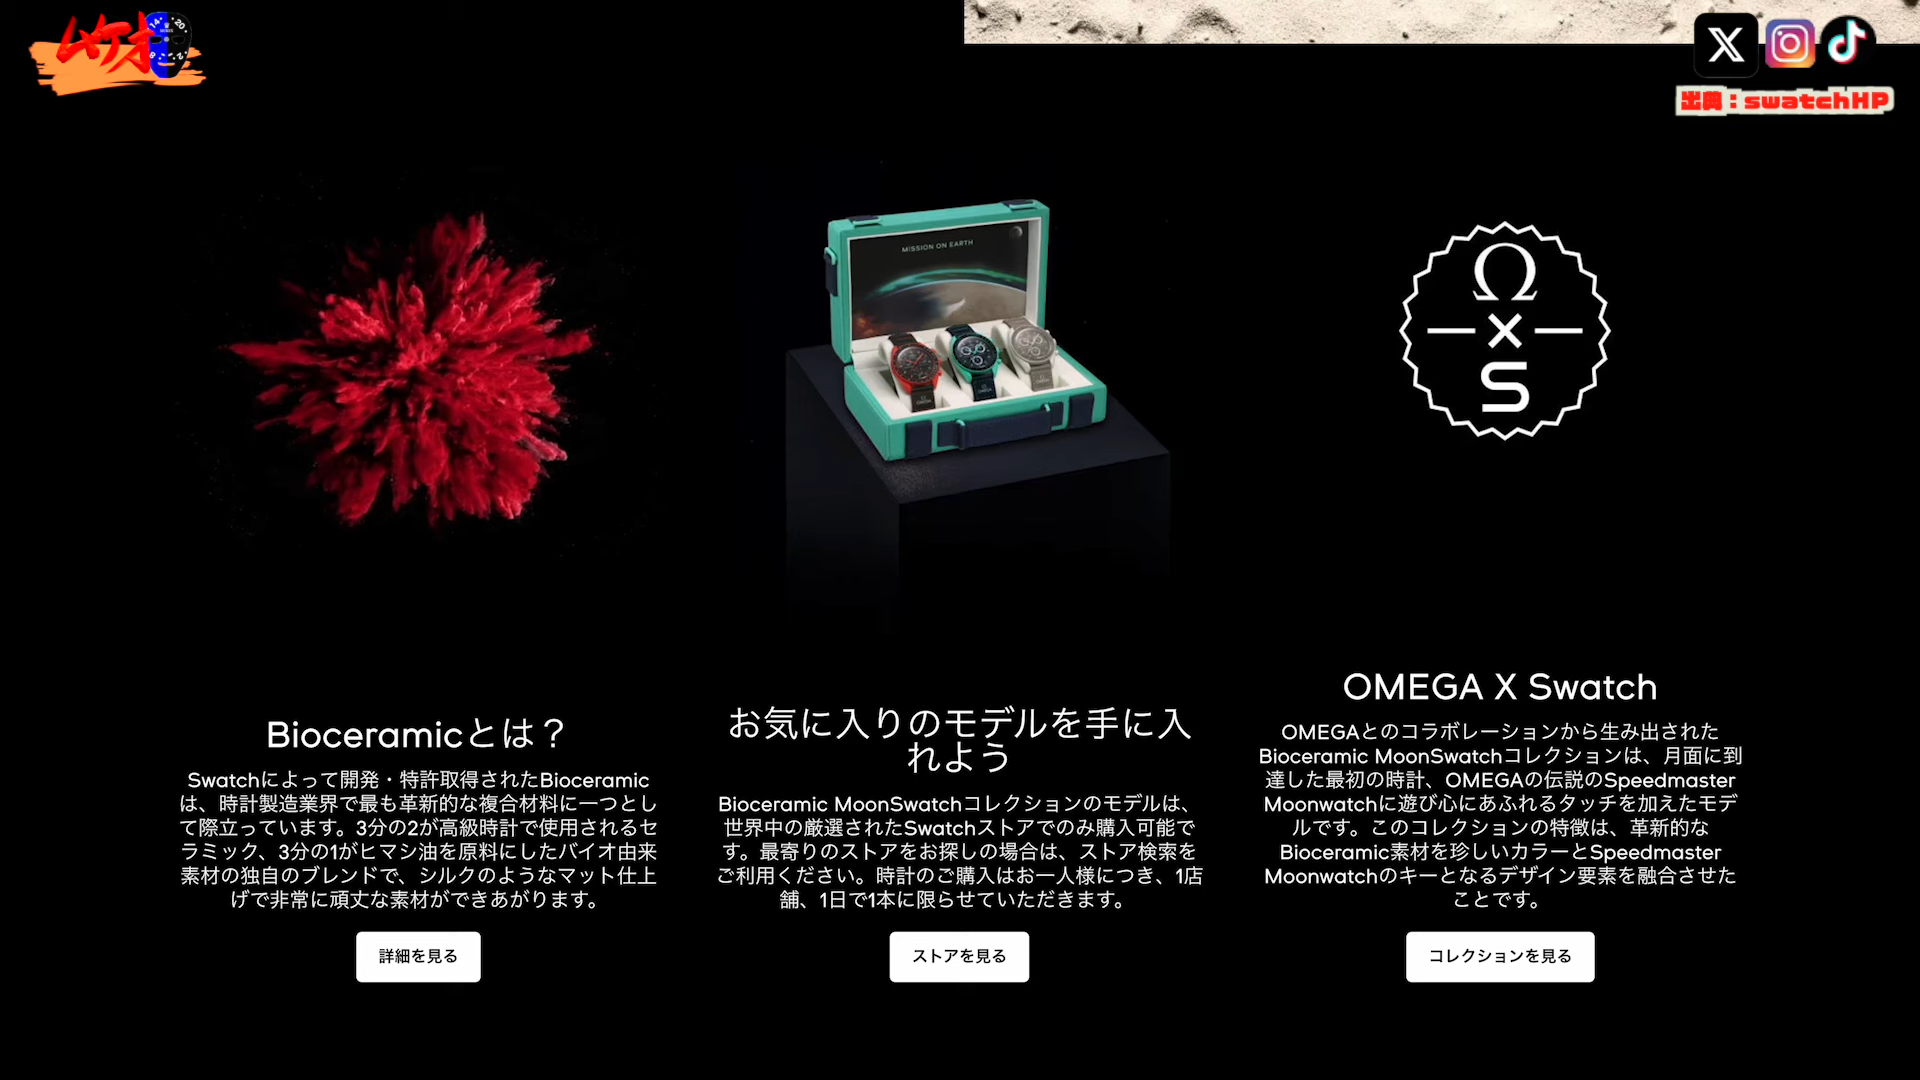 ムケオ
出典：swatchHP
MISSION ON EARTH
Ω
x
S
Bioceramicとは？
Swatchによって開発・特許取得されたBioceramic
は、時計製造業界で最も革新的な複合材料に一つとし
て際立っています。3分の2が高級時計で使用されるセ
ラミック、3分の1がヒマシ油を原料にしたバイオ由来
素材の独自のブレンドで、シルクのようなマット仕上
げで非常に頑丈な素材ができあがります。
詳細を見る
お気に入りのモデルを手に入
れよう
Bioceramic MoonSwatchコレクションのモデルは、
世界中の厳選されたSwatchストアでのみ購入可能で
す。最寄りのストアをお探しの場合は、ストア検索を
ご利用ください。時計のご購入はお一人様につき、1店
舗、1日で1本に限らせていただきます。
ストアを見る
OMEGA X Swatch
OMEGAとのコラボレーションから生み出された
Bioceramic MoonSwatchコレクションは、月面に到
達した最初の時計、OMEGAの伝説のSpeedmaster
Moonwatchに遊び心にあふれるタッチを加えたモデ
ルです。このコレクションの特徴は、革新的な
Bioceramic素材を珍しいカラーとSpeedmaster
Moonwatchのキーとなるデザイン要素を融合させた
ことです。
コレクションを見る